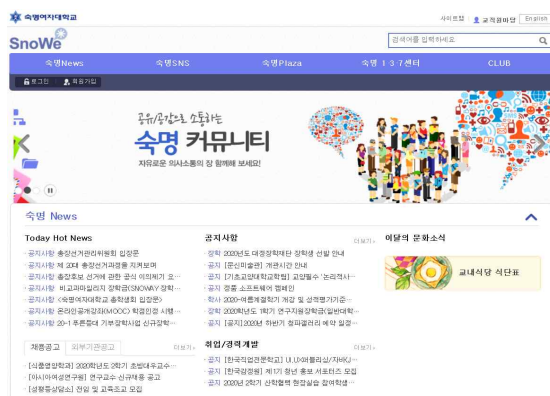 숙명여자대학교
사이트맵 교직원마당 English
SnoWe
검색어를 입력하세요
숙명News 숙명SNS 숙명Plaza 숙명 1·3·7센터 CLUB
로그인 회원가입
공유/공감으로 소통하는
숙명 커뮤니티
자유로운 의사소통의 장 함께해 보세요!
숙명 News
Today Hot News
공지사항 총장선거관리위원회 입장문
공지사항 제 20대 총장선거과정을 지켜보며
공지사항 총장후보 선거에 관한 공식 이의제기 요…
공지사항 비교파마일리지 장학금(SNOWAY 장학…
공지사항 <숙명여자대학교 총학생회 입장문>
공지사항 온라인공개강좌(MOOC) 학점인정 시행…
공지사항 20-1 푸른등대 기부장학사업 신규장학…
공지사항 더보기
장학 2020년도 대정장학재단 장학생 선발 안내
공지 [문신미술관] 개관시간 안내
공지 [기초교양대학교학팀] 교양필수 '논리적사…
공지 정품 소프트웨어 캠페인
학사 2020-여름계절학기 개강 및 성적평가기준…
장학 2020학년도 1학기 연구지원장학금(일반대학…
공지 [공지]2020년 하반기 청파갤러리 예약 일정…
이달의 문화소식
교내식당 식단표
채용공고 외부기관공고 더보기
[식품영양학과] 2020학년도 2학기 초빙대우교수…
[아시아여성연구원] 연구교수 신규채용 공고
[성평등상담소] 전임 및 교육조교 모집
취업/경력개발 더보기
공지 [한국직업전문학교] UI,UX퍼블리싱/자바(J…
공지 [한국감정원] 제1기 청년 홍보 서포터즈 모집
공지 2020년 2학기 산학협력 현장실습 참여학생…